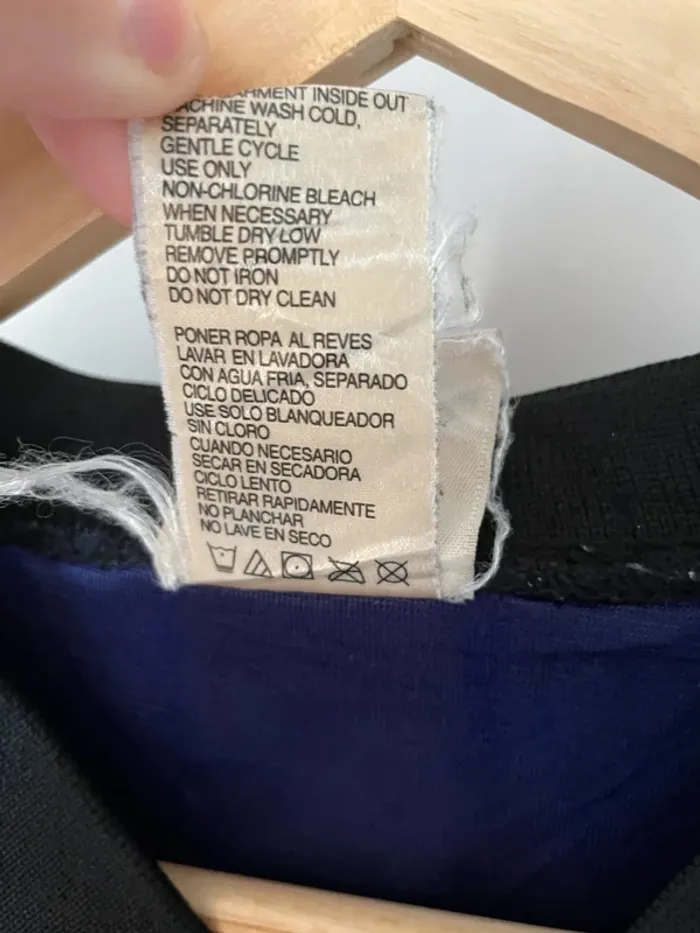 GARMENT INSIDE OUT
MACHINE WASH COLD,
SEPARATELY
GENTLE CYCLE
USE ONLY
NON-CHLORINE BLEACH
WHEN NECESSARY
TUMBLE DRY LOW
REMOVE PROMPTLY
DO NOT IRON
DO NOT DRY CLEAN
PONER ROPA AL REVES
LAVAR EN LAVADORA
CON AGUA FRIA, SEPARADO
CICLO DELICADO
USE SOLO BLANQUEADOR
SIN CLORO
CUANDO NECESARIO
SECAR EN SECADORA
CICLO LENTO
RETIRAR RAPIDAMENTE
NO PLANCHAR
NO LAVE EN SECO